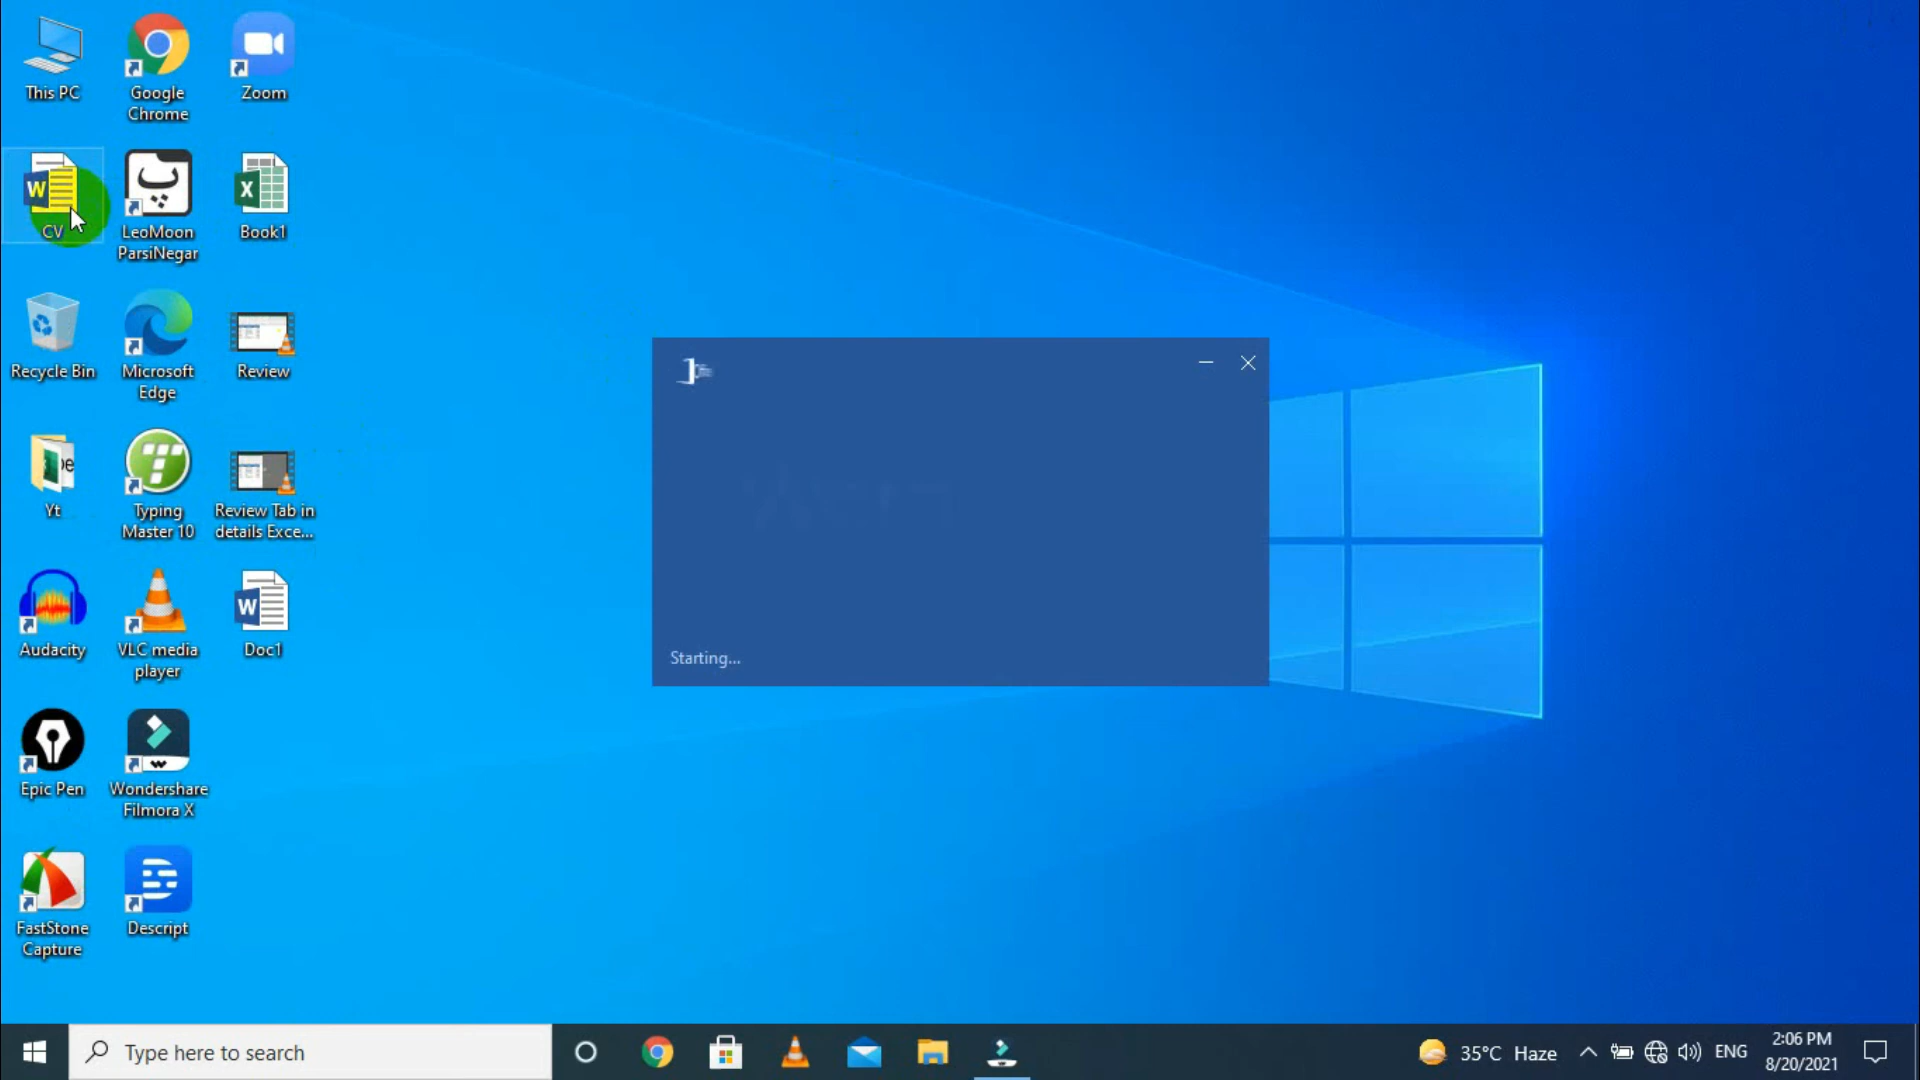 This PC
Google
Chrome
Zoom
W
CV
پ
LeoMoon
ParsiNegar
X
Book1
Recycle Bin
Microsoft
Edge
Review
Yt
Typing
Master 10
Review Tab in
details Exce...
Audacity
VLC media
player
W
Doc1
Epic Pen
Wondershare
Filmora X
FastStone
Capture
Descript
Starting...
Type here to search
35°C Haze
ENG
2:06 PM
8/20/2021